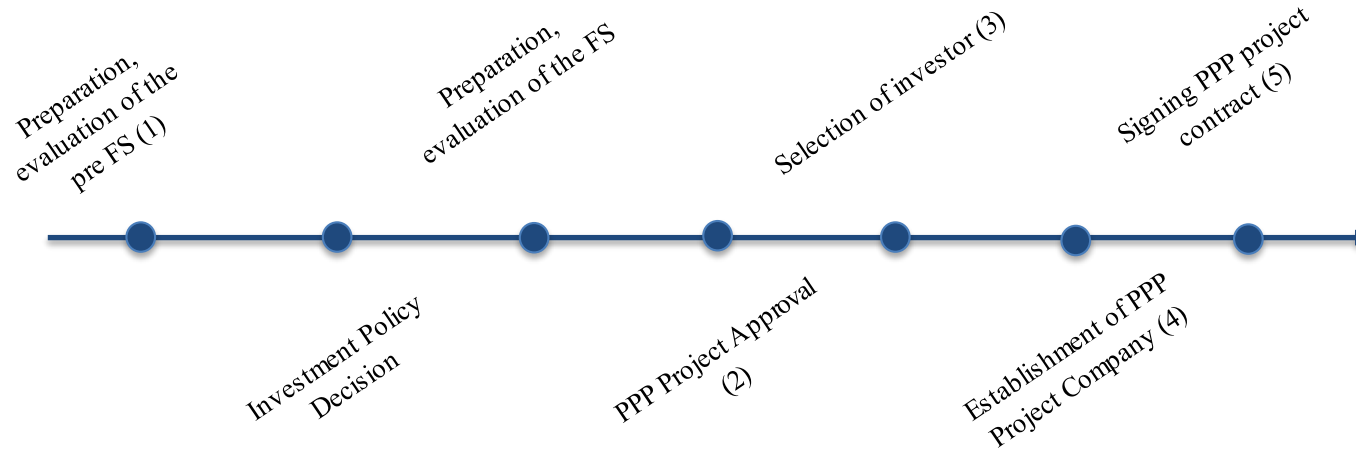 Preparation,
evaluation of the
pre FS (1)
Investment Policy
Decision
Preparation,
evaluation of the FS
PPP Project Approval
(2)
Selection of investor (3)
Establishment of PPP
Project Company (4)
Signing PPP project
contract (5)